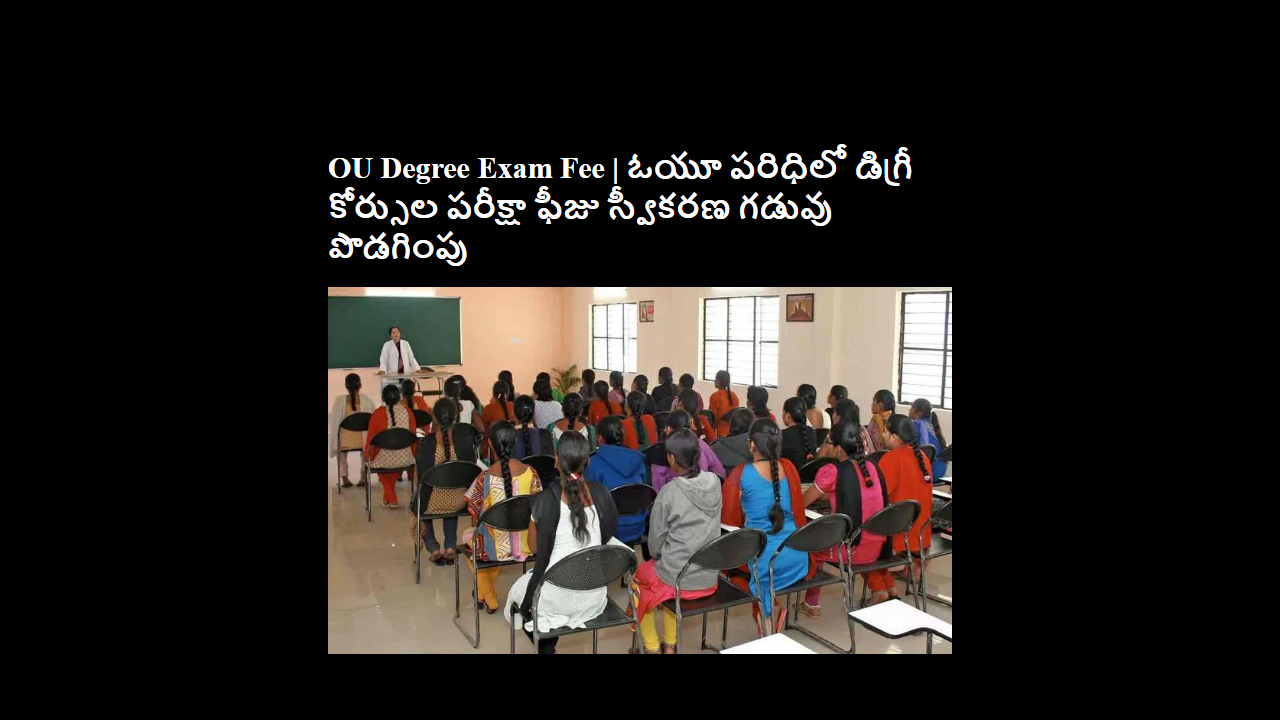 OU Degree Exam Fee | ఓయూ పరిధిలో డిగ్రీ
కోర్సుల పరీక్షా ఫీజు స్వీకరణ గడువు
పొడగింపు